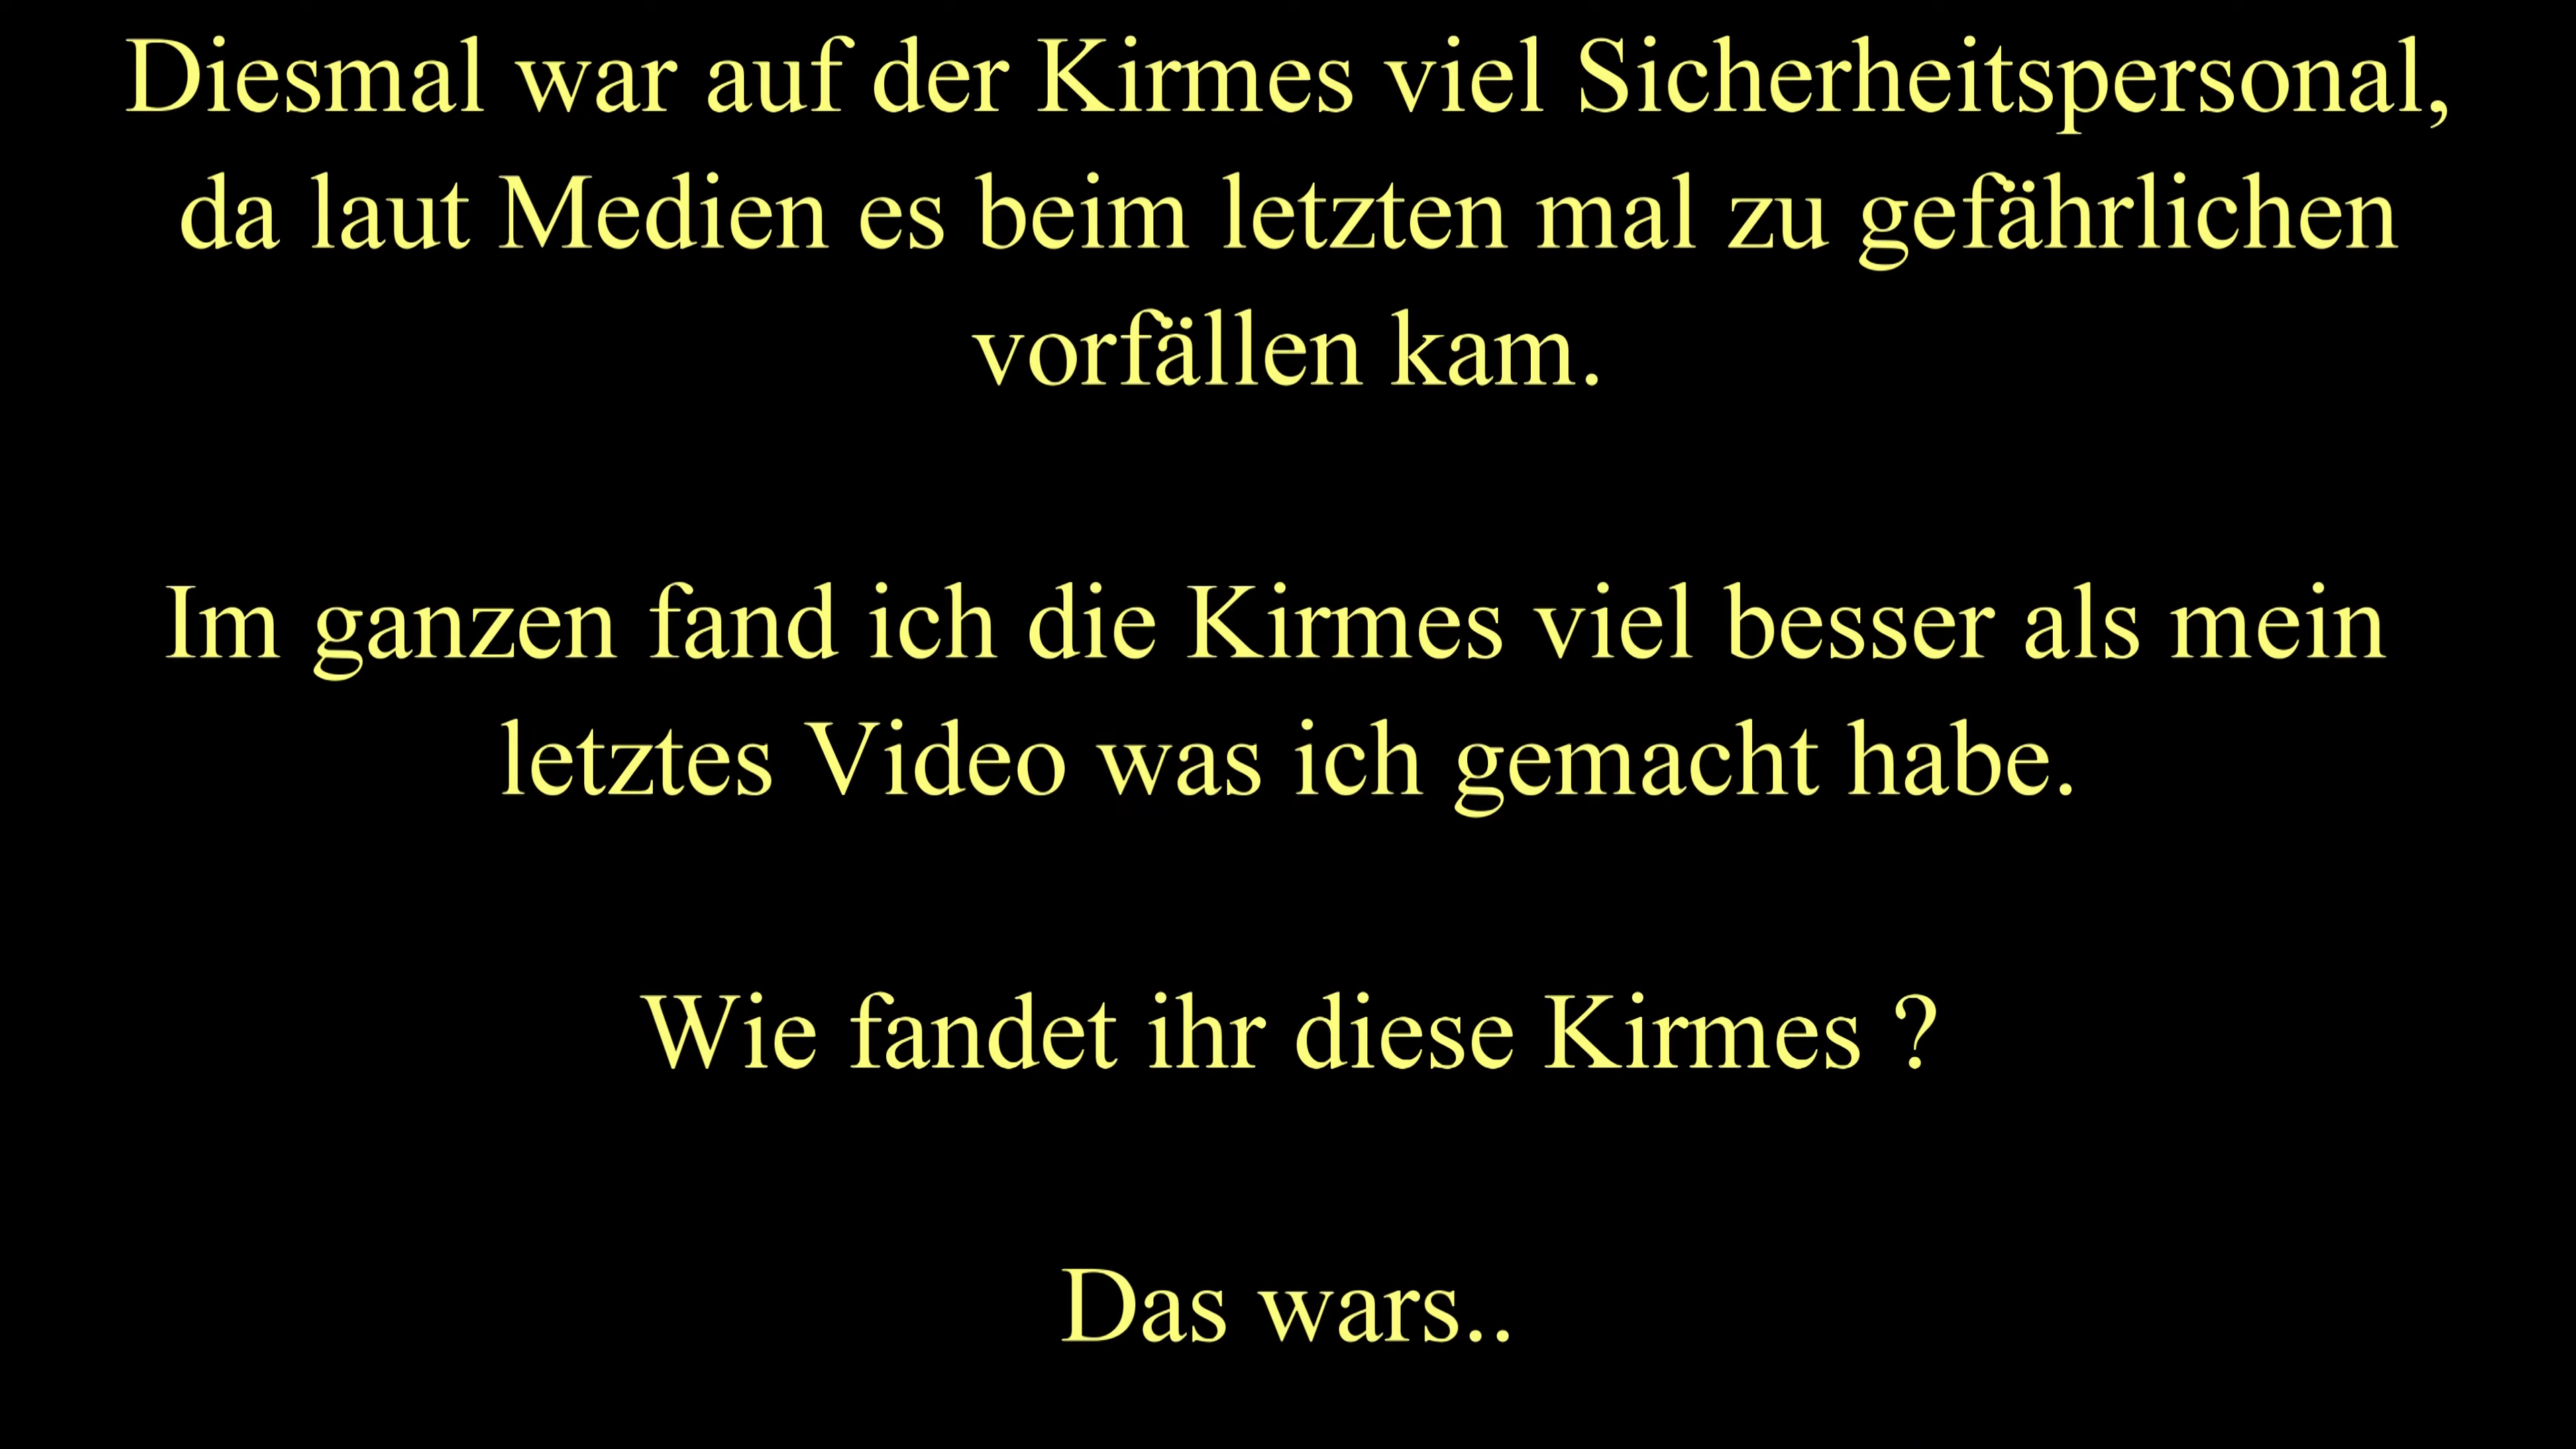 Diesmal war auf der Kirmes viel Sicherheitspersonal,
da laut Medien es beim letzten mal zu gefährlichen
vorfällen kam.
Im ganzen fand ich die Kirmes viel besser als mein
letztes Video was ich gemacht habe.
Wie fandet ihr diese Kirmes ?
Das wars..